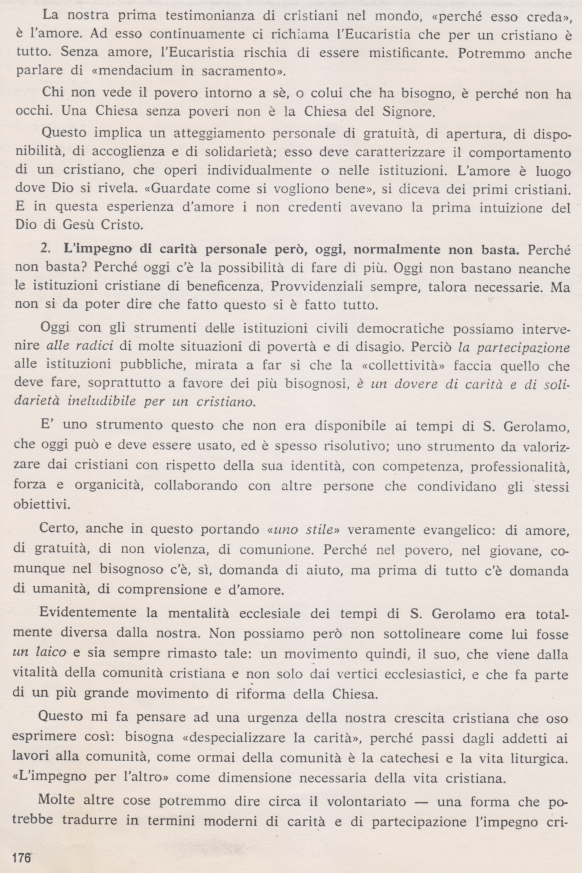 La nostra prima testimonianza di cristiani nel mondo, «perché esso creda»,
è l'amore. Ad esso continuamente ci richiama l'Eucaristia che per un cristiano è
tutto. Senza amore, l'Eucaristia rischia di essere mistificante. Potremmo anche
parlare di «mendacium in sacramento».
Chi non vede il povero intorno a sè, o colui che ha bisogno, è perché non ha
occhi. Una Chiesa senza poveri non è la Chiesa del Signore.
Questo implica un atteggiamento personale di gratuità, di apertura, di dispo-
nibilità, di accoglienza e di solidarietà; esso deve caratterizzare il comportamento
di un cristiano, che operi individualmente o nelle istituzioni. L'amore è luogo
dove Dio si rivela. «Guardate come si vogliono bene», si diceva dei primi cristiani.
E in questa esperienza d'amore i non credenti avevano la prima intuizione del
Dio di Gesù Cristo.
2. L'impegno di carità personale però, oggi, normalmente non basta. Perché
non basta? Perché oggi c'è la possibilità di fare di più. Oggi non bastano neanche
le istituzioni cristiane di beneficenza. Provvidenziali sempre, talora necessarie. Ma
non si da poter dire che fatto questo si è fatto tutto.
Oggi con gli strumenti delle istituzioni civili democratiche possiamo interve-
nire alle radici di molte situazioni di povertà e di disagio. Perciò la partecipazione
alle istituzioni pubbliche, mirata a far si che la «collettività» faccia quello che
deve fare, soprattutto a favore dei più bisognosi, è un dovere di carità e di soli-
darietà ineludibile per un cristiano.
E' uno strumento questo che non era disponibile ai tempi di S. Gerolamo,
che oggi può e deve essere usato, ed è spesso risolutivo; uno strumento da valoriz-
zare dai cristiani con rispetto della sua identità, con competenza, professionalità,
forza e organicità, collaborando con altre persone che condividano gli stessi
obiettivi.
Certo, anche in questo portando «uno stile» veramente evangelico: di amore,
di gratuità, di non violenza, di comunione. Perché nel povero, nel giovane, co-
munque nel bisognoso c'è, sì, domanda di aiuto, ma prima di tutto c'è domanda
di umanità, di comprensione e d'amore.
Evidentemente la mentalità ecclesiale dei tempi di S. Gerolamo era total-
mente diversa dalla nostra. Non possiamo però non sottolineare come lui fosse
un laico e sia sempre rimasto tale: un movimento quindi, il suo, che viene dalla
vitalità della comunità cristiana e non solo dai vertici ecclesiastici, e che fa parte
di un più grande movimento di riforma della Chiesa.
Questo mi fa pensare ad una urgenza della nostra crescita cristiana che oso
esprimere così: bisogna «despecializzare la carità», perché passi dagli addetti ai
lavori alla comunità, come ormai della comunità è la catechesi e la vita liturgica.
«L'impegno per l'altro» come dimensione necessaria della vita cristiana.
Molte altre cose potremmo dire circa il volontariato — una forma che po-
trebbe tradurre in termini moderni di carità e di partecipazione l'impegno cri-
176